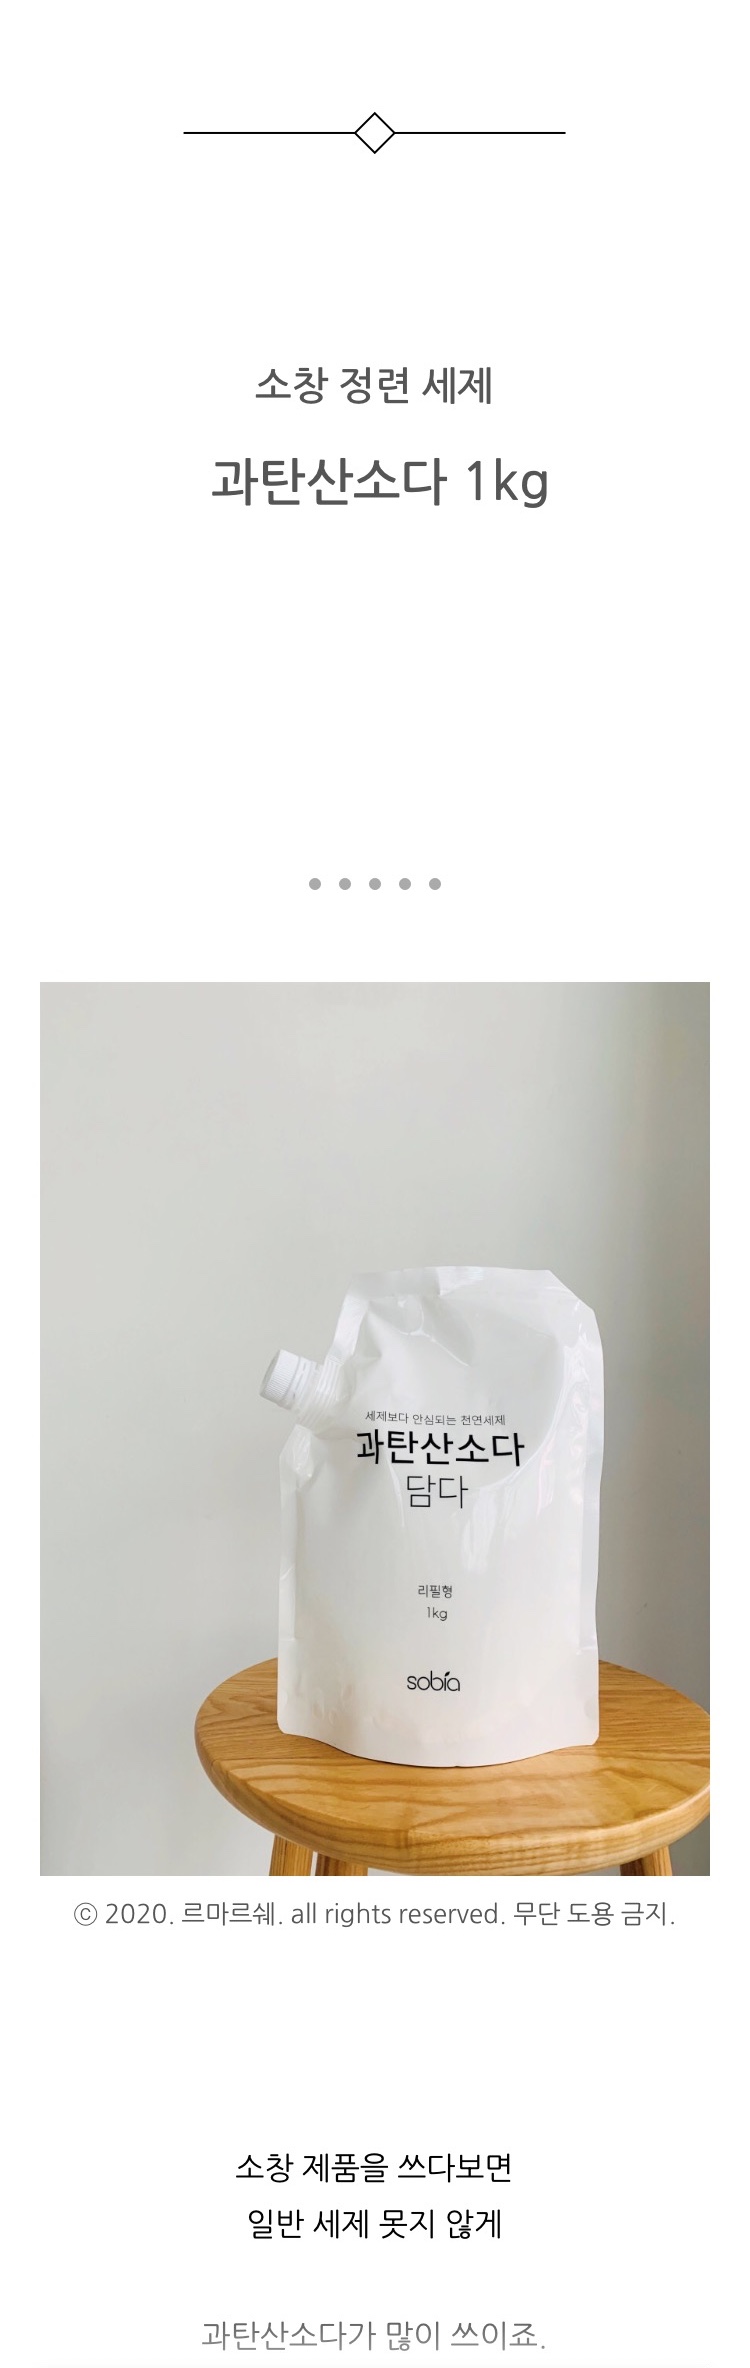 소창 정련 세제
과탄산소다 1kg
세제보다 안심되는 천연세제
과탄산소다
담다
리필형
1kg
sobia
ⓒ 2020. 르마르쉐. all rights reserved. 무단 도용 금지.
소창 제품을 쓰다보면
일반 세제 못지 않게
과탄산소다가 많이 쓰이죠.